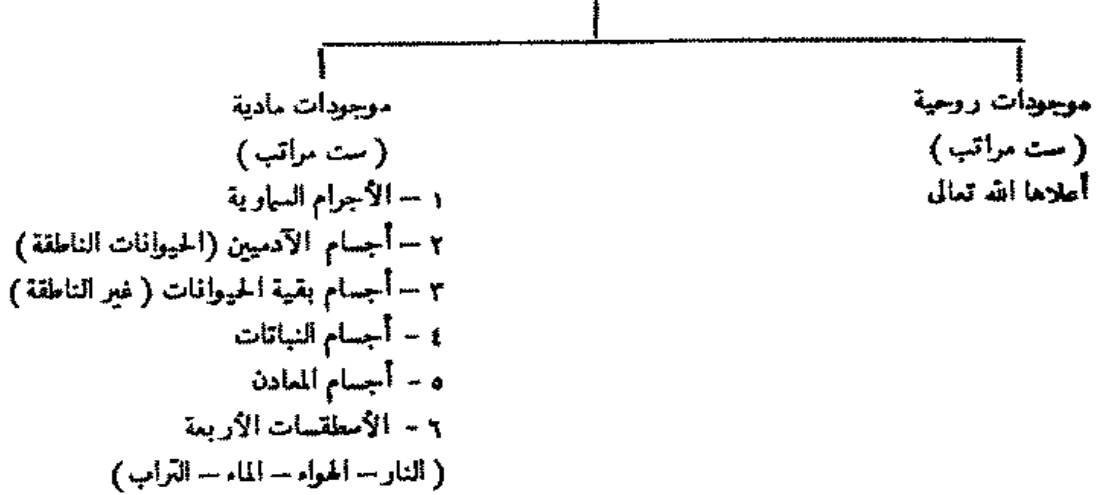 موجودات روحية
( ست مراتب )
أعلاها الله تعالى
موجودات مادية
( ست مراتب )
١ – الأجرام السماوية
٢ – أجسام الآدميين (الحيوانات الناطقة)
٣ – أجسام بقية الحيوانات ( غير الناطقة )
٤ – أجسام النباتات
٥ – أجسام المعادن
٦ – الأسطقسات الأربعة
( النار – الهواء – الماء – التراب )